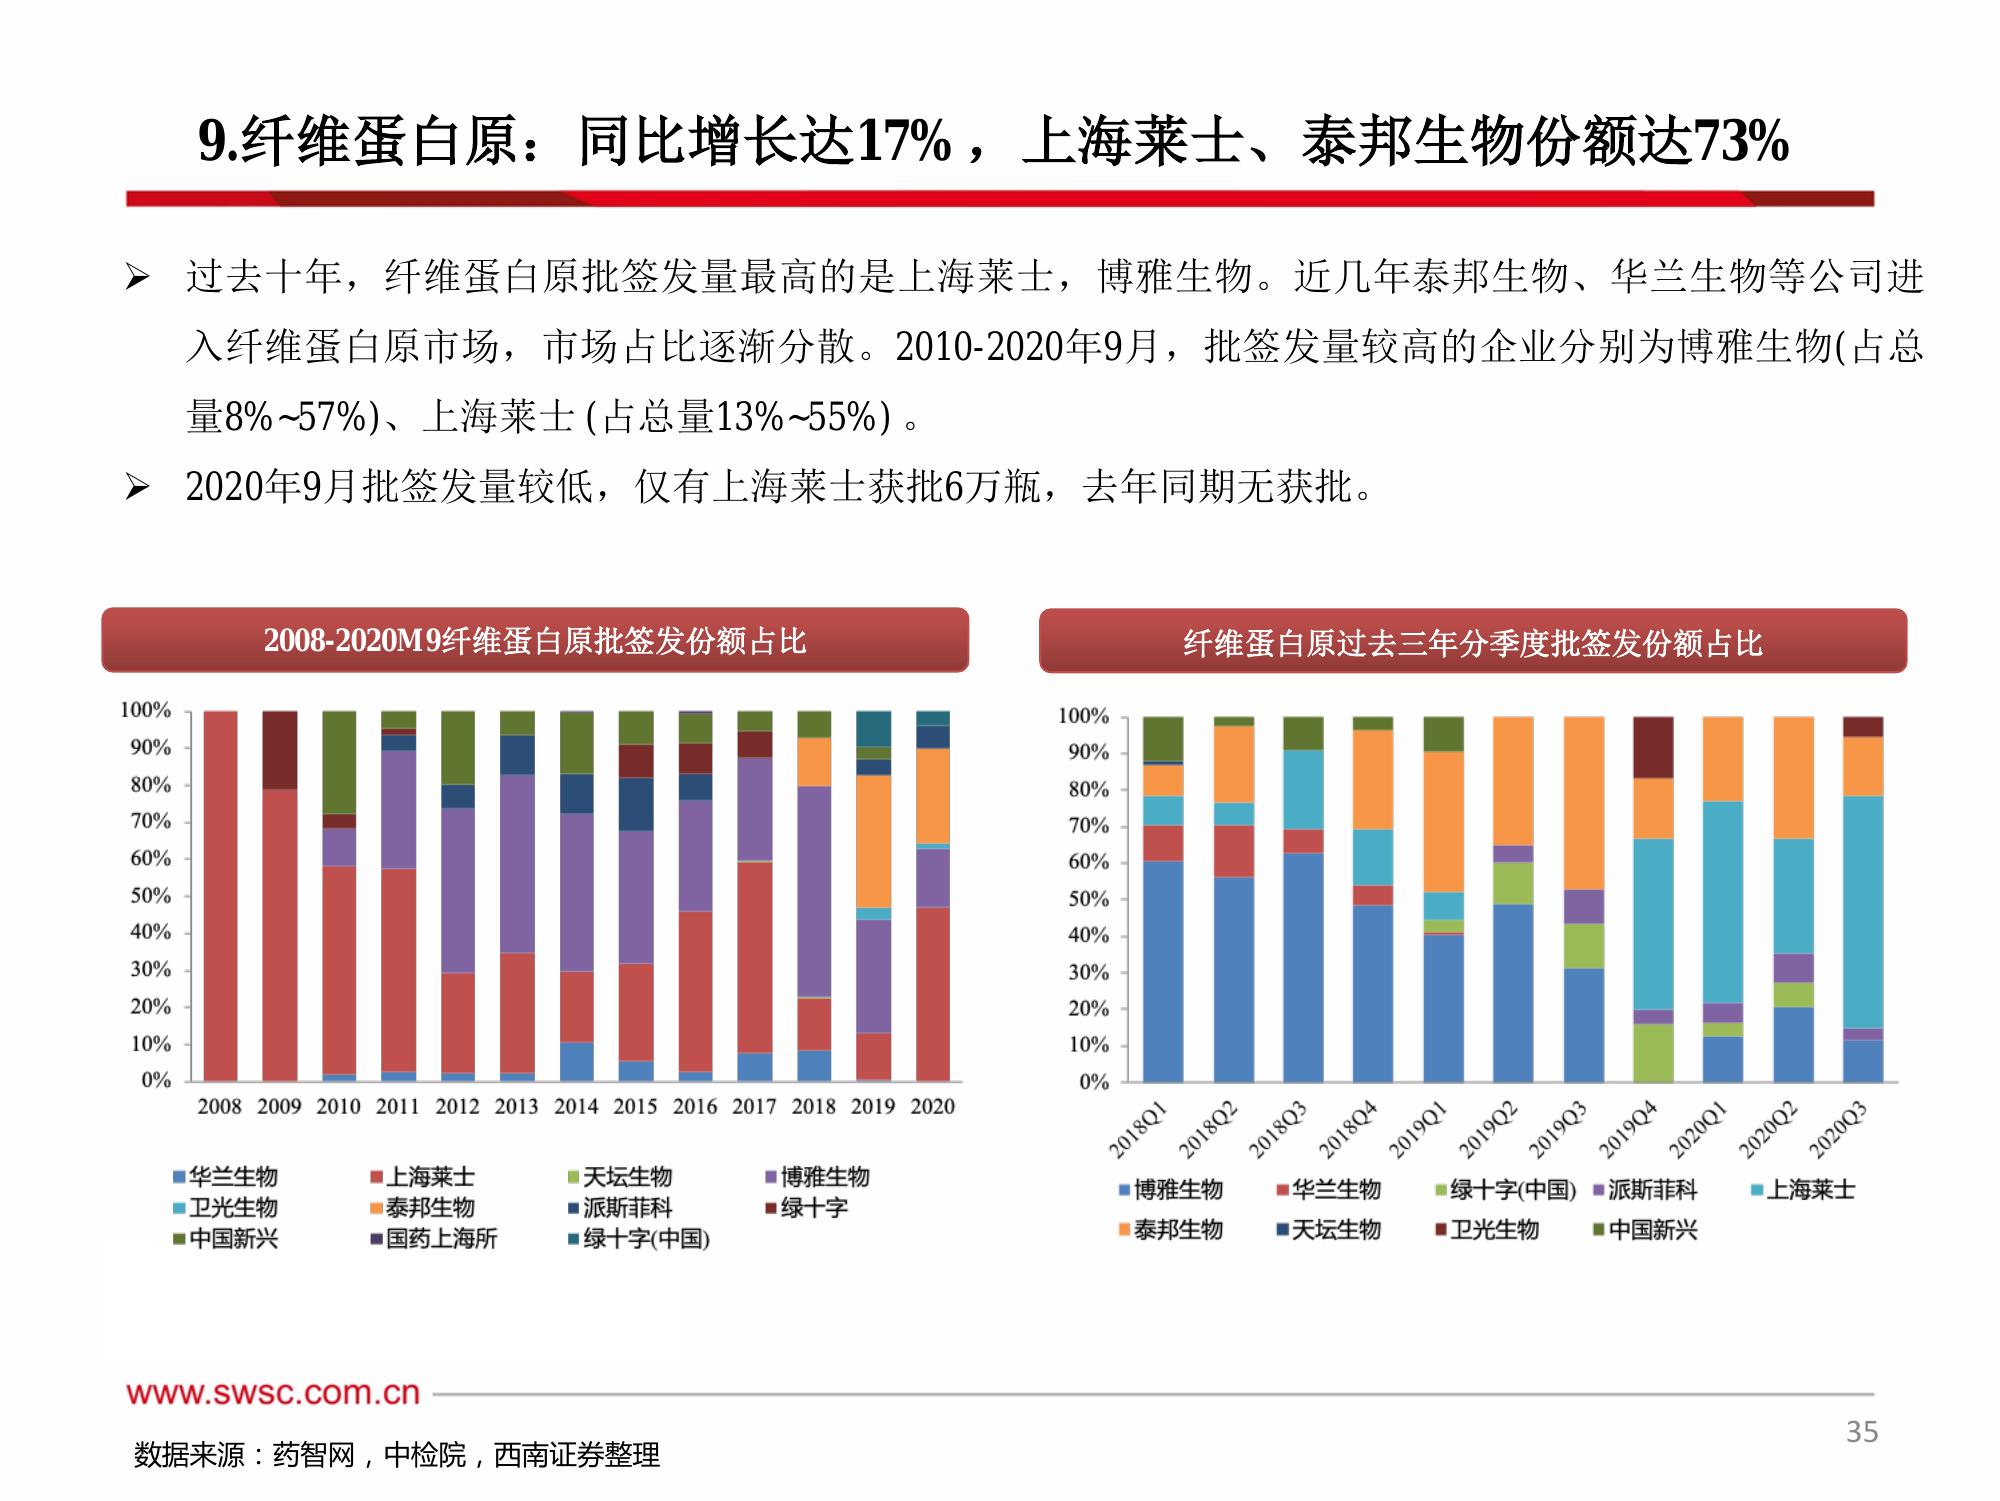 9.纤维蛋白原：同比增长达17%，上海莱士、泰邦生物份额达73%
➢ 过去十年，纤维蛋白原批签发量最高的是上海莱士，博雅生物。近几年泰邦生物、华兰生物等公司进
入纤维蛋白原市场，市场占比逐渐分散。2010-2020年9月，批签发量较高的企业分别为博雅生物(占总
量8%~57%)、上海莱士 (占总量13%~55%) 。
➢ 2020年9月批签发量较低，仅有上海莱士获批6万瓶，去年同期无获批。
2008-2020M9纤维蛋白原批签发份额占比
100%
90%
80%
70%
60%
50%
40%
30%
20%
10%
0%
2008 2009 2010 2011 2012 2013 2014 2015 2016 2017 2018 2019 2020
华兰生物 上海莱士 天坛生物 博雅生物
卫光生物 泰邦生物 派斯菲科 绿十字
中国新兴 国药上海所 绿十字(中国)
纤维蛋白原过去三年分季度批签发份额占比
100%
90%
80%
70%
60%
50%
40%
30%
20%
10%
0%
2018Q1 2018Q2 2018Q3 2018Q4 2019Q1 2019Q2 2019Q3 2019Q4 2020Q1 2020Q2 2020Q3
博雅生物 华兰生物 绿十字(中国) 派斯菲科 上海莱士
泰邦生物 天坛生物 卫光生物 中国新兴
www.swsc.com.cn
35
数据来源：药智网，中检院，西南证券整理